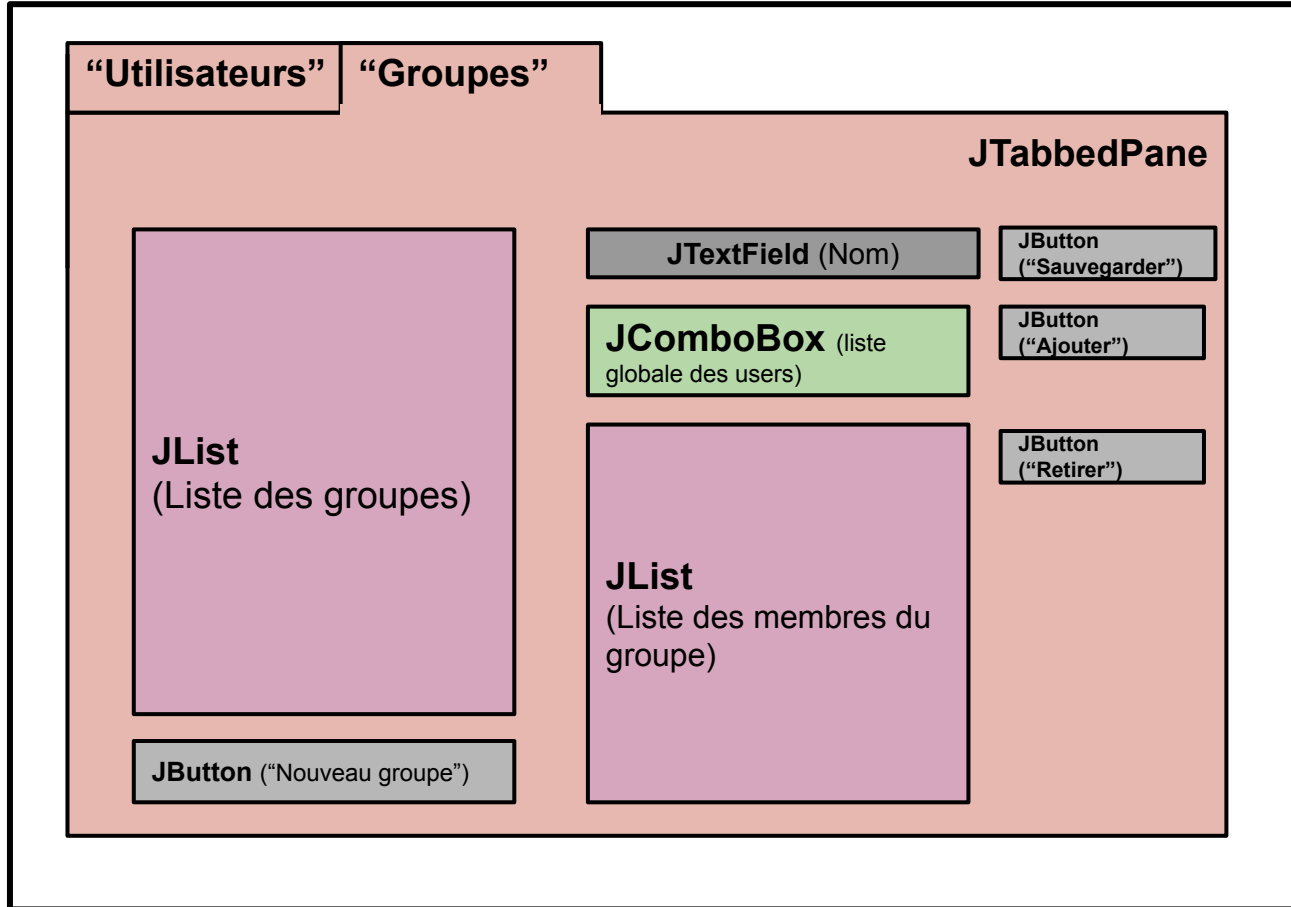 “Utilisateurs”
“Groupes”
JTabbedPane
JTextField (Nom)
JButton
(“Sauvegarder”)
JComboBox (liste
globale des users)
JButton
(“Ajouter”)
JList
(Liste des groupes)
JList
(Liste des membres du
groupe)
JButton
(“Retirer”)
JButton (“Nouveau groupe”)